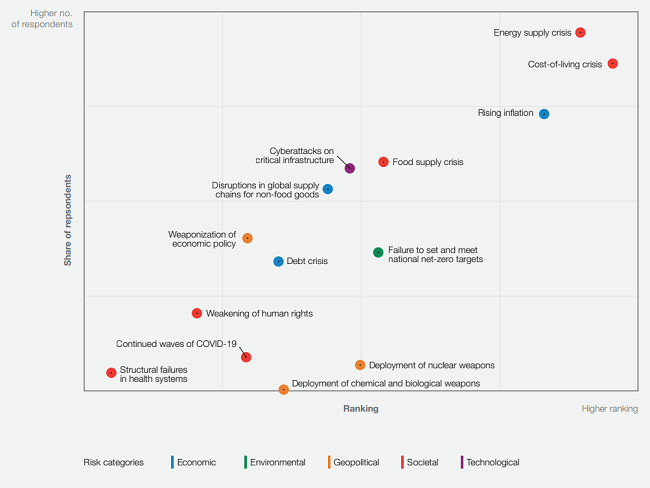 Higher no.
of respondents
Energy supply crisis
Cost-of-living crisis
Rising inflation
Cyberattacks on
critical infrastructure
Food supply crisis
Disruptions in global supply
chains for non-food goods
Weaponization of
economic policy
Failure to set and meet
national net-zero targets
Debt crisis
Share of repsondents
Weakening of human rights
Continued waves of COVID-19
Structural failures
in health systems
Deployment of nuclear weapons
Deployment of chemical and biological weapons
Ranking
Higher ranking
Risk categories
Economic
Environmental
Geopolitical
Societal
Technological